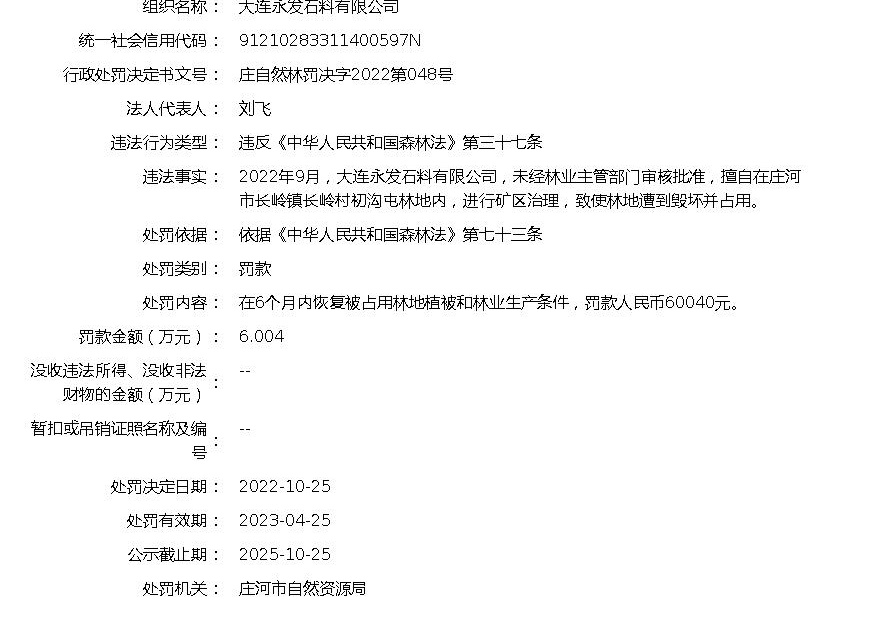 组织名称： 大连永发石料有限公司
统一社会信用代码： 91210283311400597N
行政处罚决定书文号： 庄自然林罚决字2022第048号
法人代表人： 刘飞
违法行为类型： 违反《中华人民共和国森林法》第三十七条
违法事实： 2022年9月，大连永发石料有限公司，未经林业主管部门审核批准，擅自在庄河
市长岭镇长岭村初沟屯林地内，进行矿区治理，致使林地遭到毁坏并占用。
处罚依据： 依据《中华人民共和国森林法》第七十三条
处罚类别： 罚款
处罚内容： 在6个月内恢复被占用林地植被和林业生产条件，罚款人民币60040元。
罚款金额（万元）： 6.004
没收违法所得、没收非法 --
财物的金额（万元）：
暂扣或吊销证照名称及编 --
号：
处罚决定日期： 2022-10-25
处罚有效期： 2023-04-25
公示截止期： 2025-10-25
处罚机关： 庄河市自然资源局